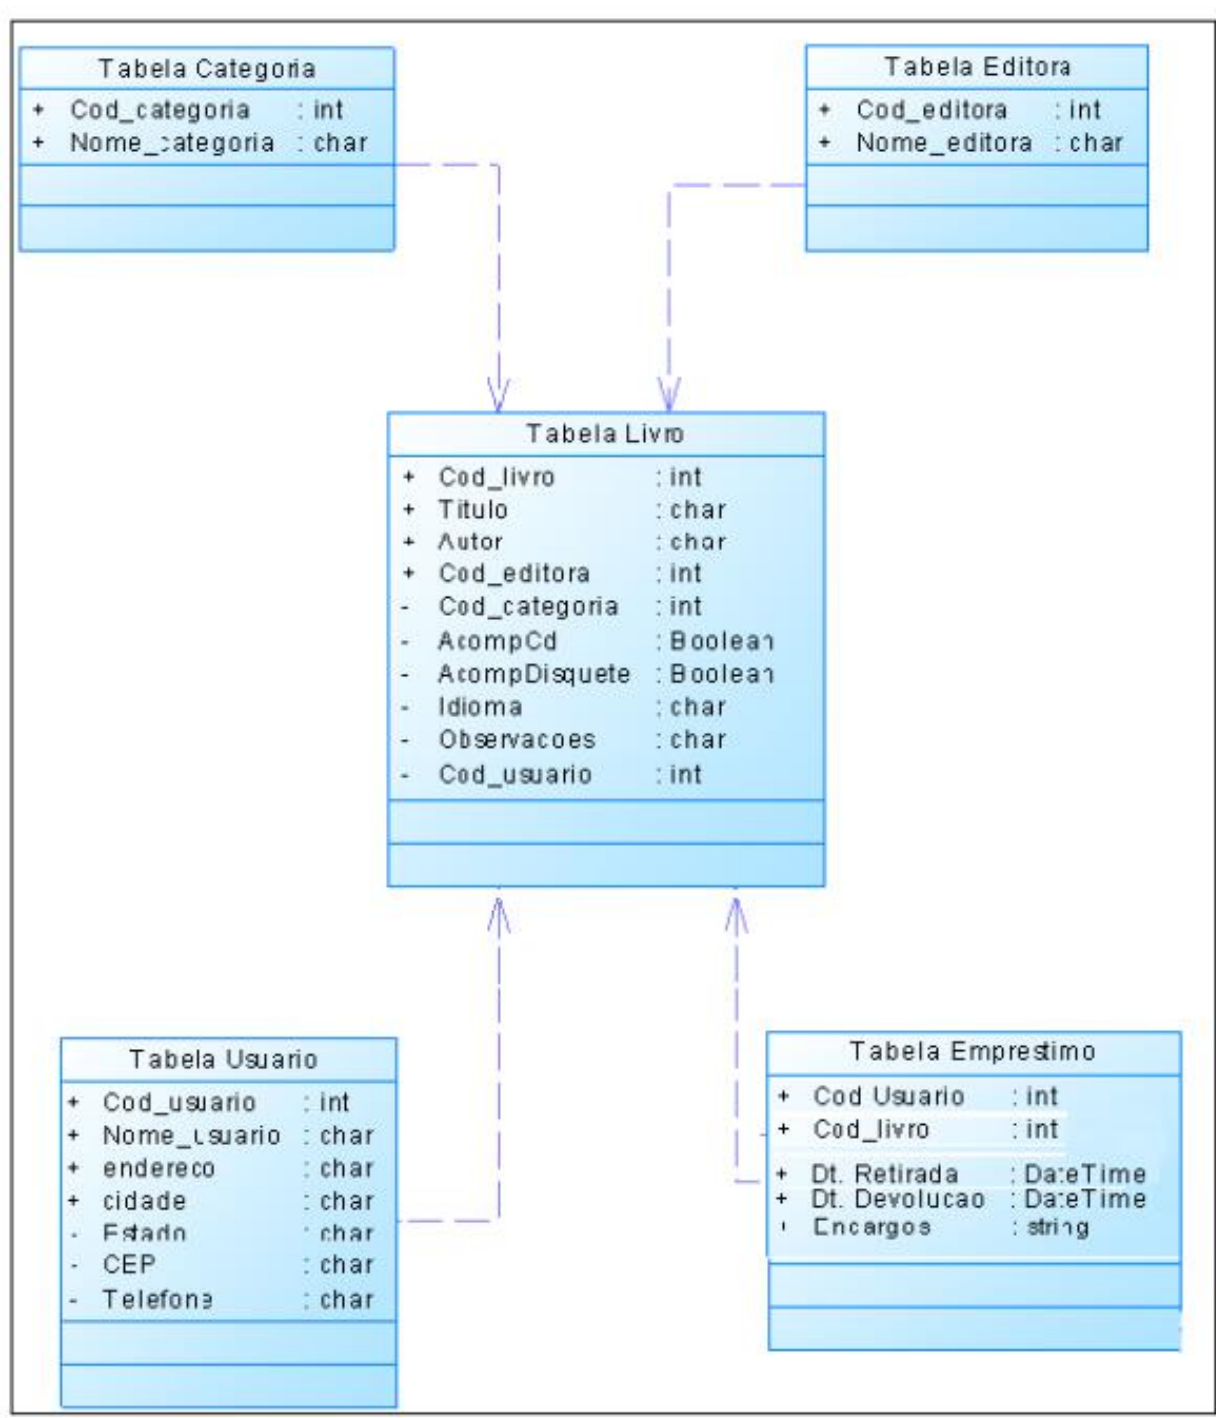 Tabela Categoria
+ Cod_categoria : int
+ Nome_categoria : char
Tabela Editora
+ Cod_editora : int
+ Nome_editora : char
Tabela Livro
+ Cod_livro : int
+ Titulo : char
+ Autor : char
+ Cod_editora : int
- Cod_categoria : int
- AcompCd : Boolean
- AcompDisquete : Boolean
- Idioma : char
- Observacoes : char
- Cod_usuario : int
Tabela Usuario
+ Cod_usuario : int
+ Nome_usuario : char
+ endereco : char
+ cidade : char
- Estado : char
- CEP : char
- Telefone : char
Tabela Emprestimo
+ Cod Usuario : int
+ Cod_livro : int
+ Dt. Retirada : DateTime
+ Dt. Devolucao : DateTime
+ Encargos : string